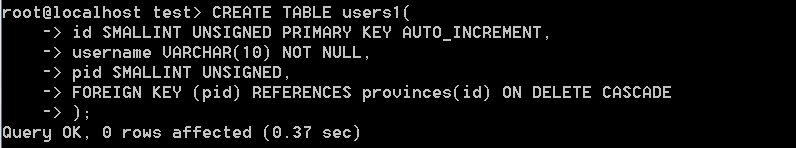 root@localhost test> CREATE TABLE users1(
-> id SMALLINT UNSIGNED PRIMARY KEY AUTO_INCREMENT,
-> username VARCHAR(10) NOT NULL,
-> pid SMALLINT UNSIGNED,
-> FOREIGN KEY (pid) REFERENCES provinces(id) ON DELETE CASCADE
-> );
Query OK, 0 rows affected (0.37 sec)